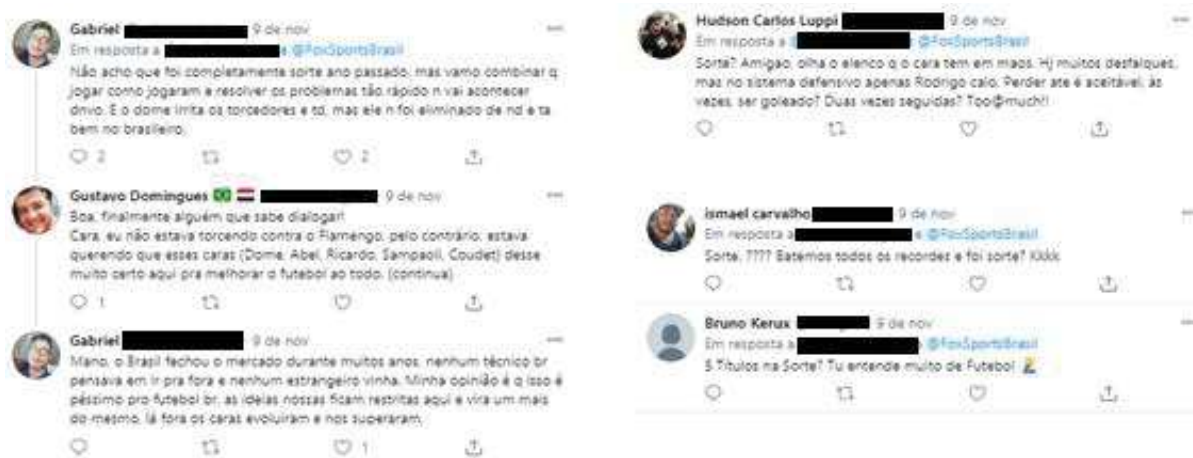 Gabriel 9 de nov
Em resposta a e @FoxSportsBrasil
Não acho que foi completamente sorte ano passado, mas vamo combinar q
jogar como jogaram e resolver os problemas tão rápido n vai acontecer
dnvo. E o dome irrita os torcedores e td, mas ele n foi eliminado de nd e ta
bem no brasileiro.
2 2
Gustavo Domingues 9 de nov
Boa, finalmente alguém que sabe dialogar!
Cara, eu não estava torcendo contra o Flamengo, pelo contrário, estava
querendo que esses caras (Dome, Abel, Ricardo, Sampaoli, Coudet) desse
muito certo aqui pra melhorar o futebol ao todo. (continua)
1
Gabriel 9 de nov
Mano, o Brasil fechou o mercado durante muitos anos, nenhum técnico br
pensava em ir pra fora e nenhum estrangeiro vinha. Minha opinião é q isso é
péssimo pro futebol br, as ideias nossas ficam restritas aqui e vira um mais
do mesmo, lá fora os caras evoluiram e nos superaram.
1
Hudson Carlos Luppi 9 de nov
Em resposta a e @FoxSportsBrasil
Sorte? Amigao, olha o elenco q o cara tem em maos. Hj muitos desfalques,
mas no sistema defensivo apenas Rodrigo caio. Perder ate é aceitável, às
vezes, ser goleado? Duas vezes seguidas? Too@much!!
ismael carvalho 9 de nov
Em resposta a e @FoxSportsBrasil
Sorte, ???? Batemos todos os recordes e foi sorte? Kkkk
Bruno Kerux 9 de nov
Em resposta a @FoxSportsBrasil
5 Titulos na Sorte? Tu entende muito de Futebol